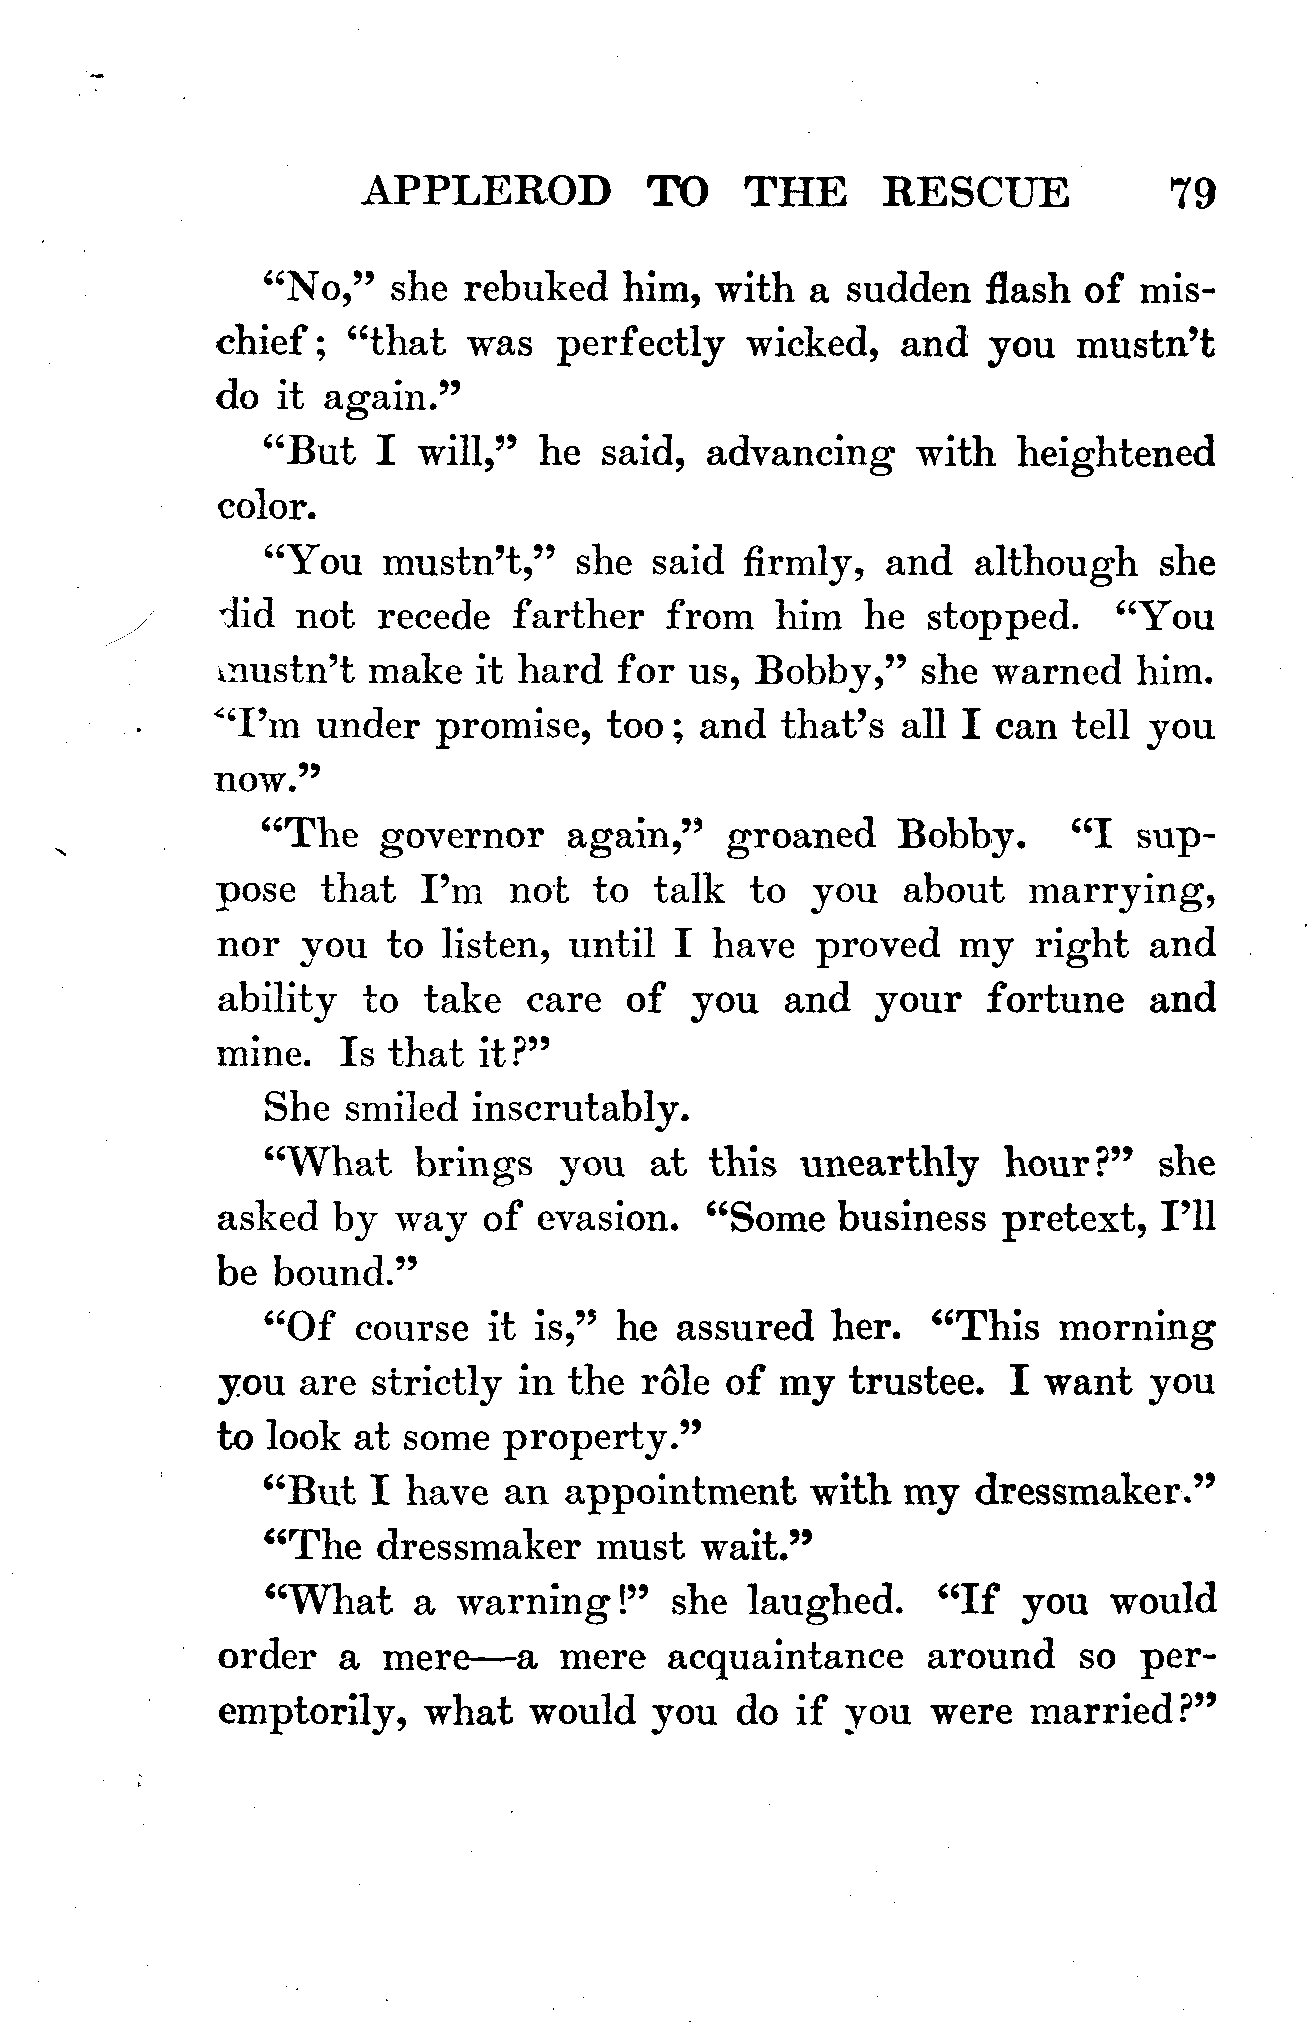 APPLEROD TO THE RESCUE 79
“No,” she rebuked him, with a sudden flash of mis-
chief; “that was perfectly wicked, and you mustn’t
do it again.”
“But I will,” he said, advancing with heightened
color.
“You mustn’t,” she said firmly, and although she
did not recede farther from him he stopped. “You
mustn’t make it hard for us, Bobby,” she warned him.
“I’m under promise, too; and that’s all I can tell you
now.”
“The governor again,” groaned Bobby. “I sup-
pose that I’m not to talk to you about marrying,
nor you to listen, until I have proved my right and
ability to take care of you and your fortune and
mine. Is that it?”
She smiled inscrutably.
“What brings you at this unearthly hour?” she
asked by way of evasion. “Some business pretext, I’ll
be bound.”
“Of course it is,” he assured her. “This morning
you are strictly in the rôle of my trustee. I want you
to look at some property.”
“But I have an appointment with my dressmaker.”
“The dressmaker must wait.”
“What a warning!” she laughed. “If you would
order a mere—a mere acquaintance around so per-
emptorily, what would you do if you were married?”